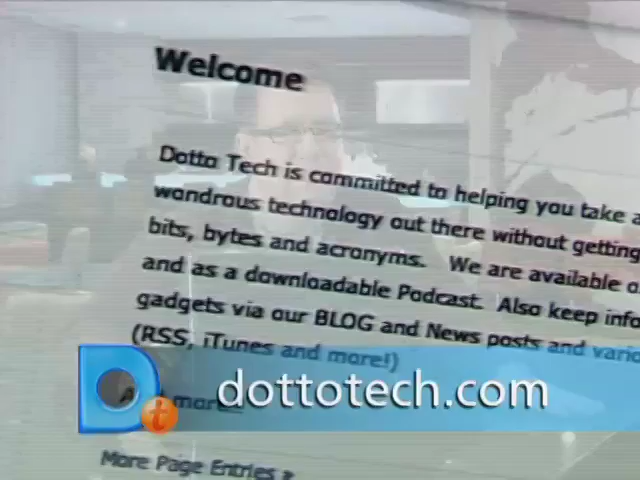 Welcome
Dotto Tech is committed to helping you take a
wondrous technology out there without getting
bits, bytes and acronyms. We are available
and as a downloadable Podcast. Also keep
gadgets via our BLOG and News posts and
(RSS, iTunes and more!)
more
t
dottotech.com
More Page Entries »